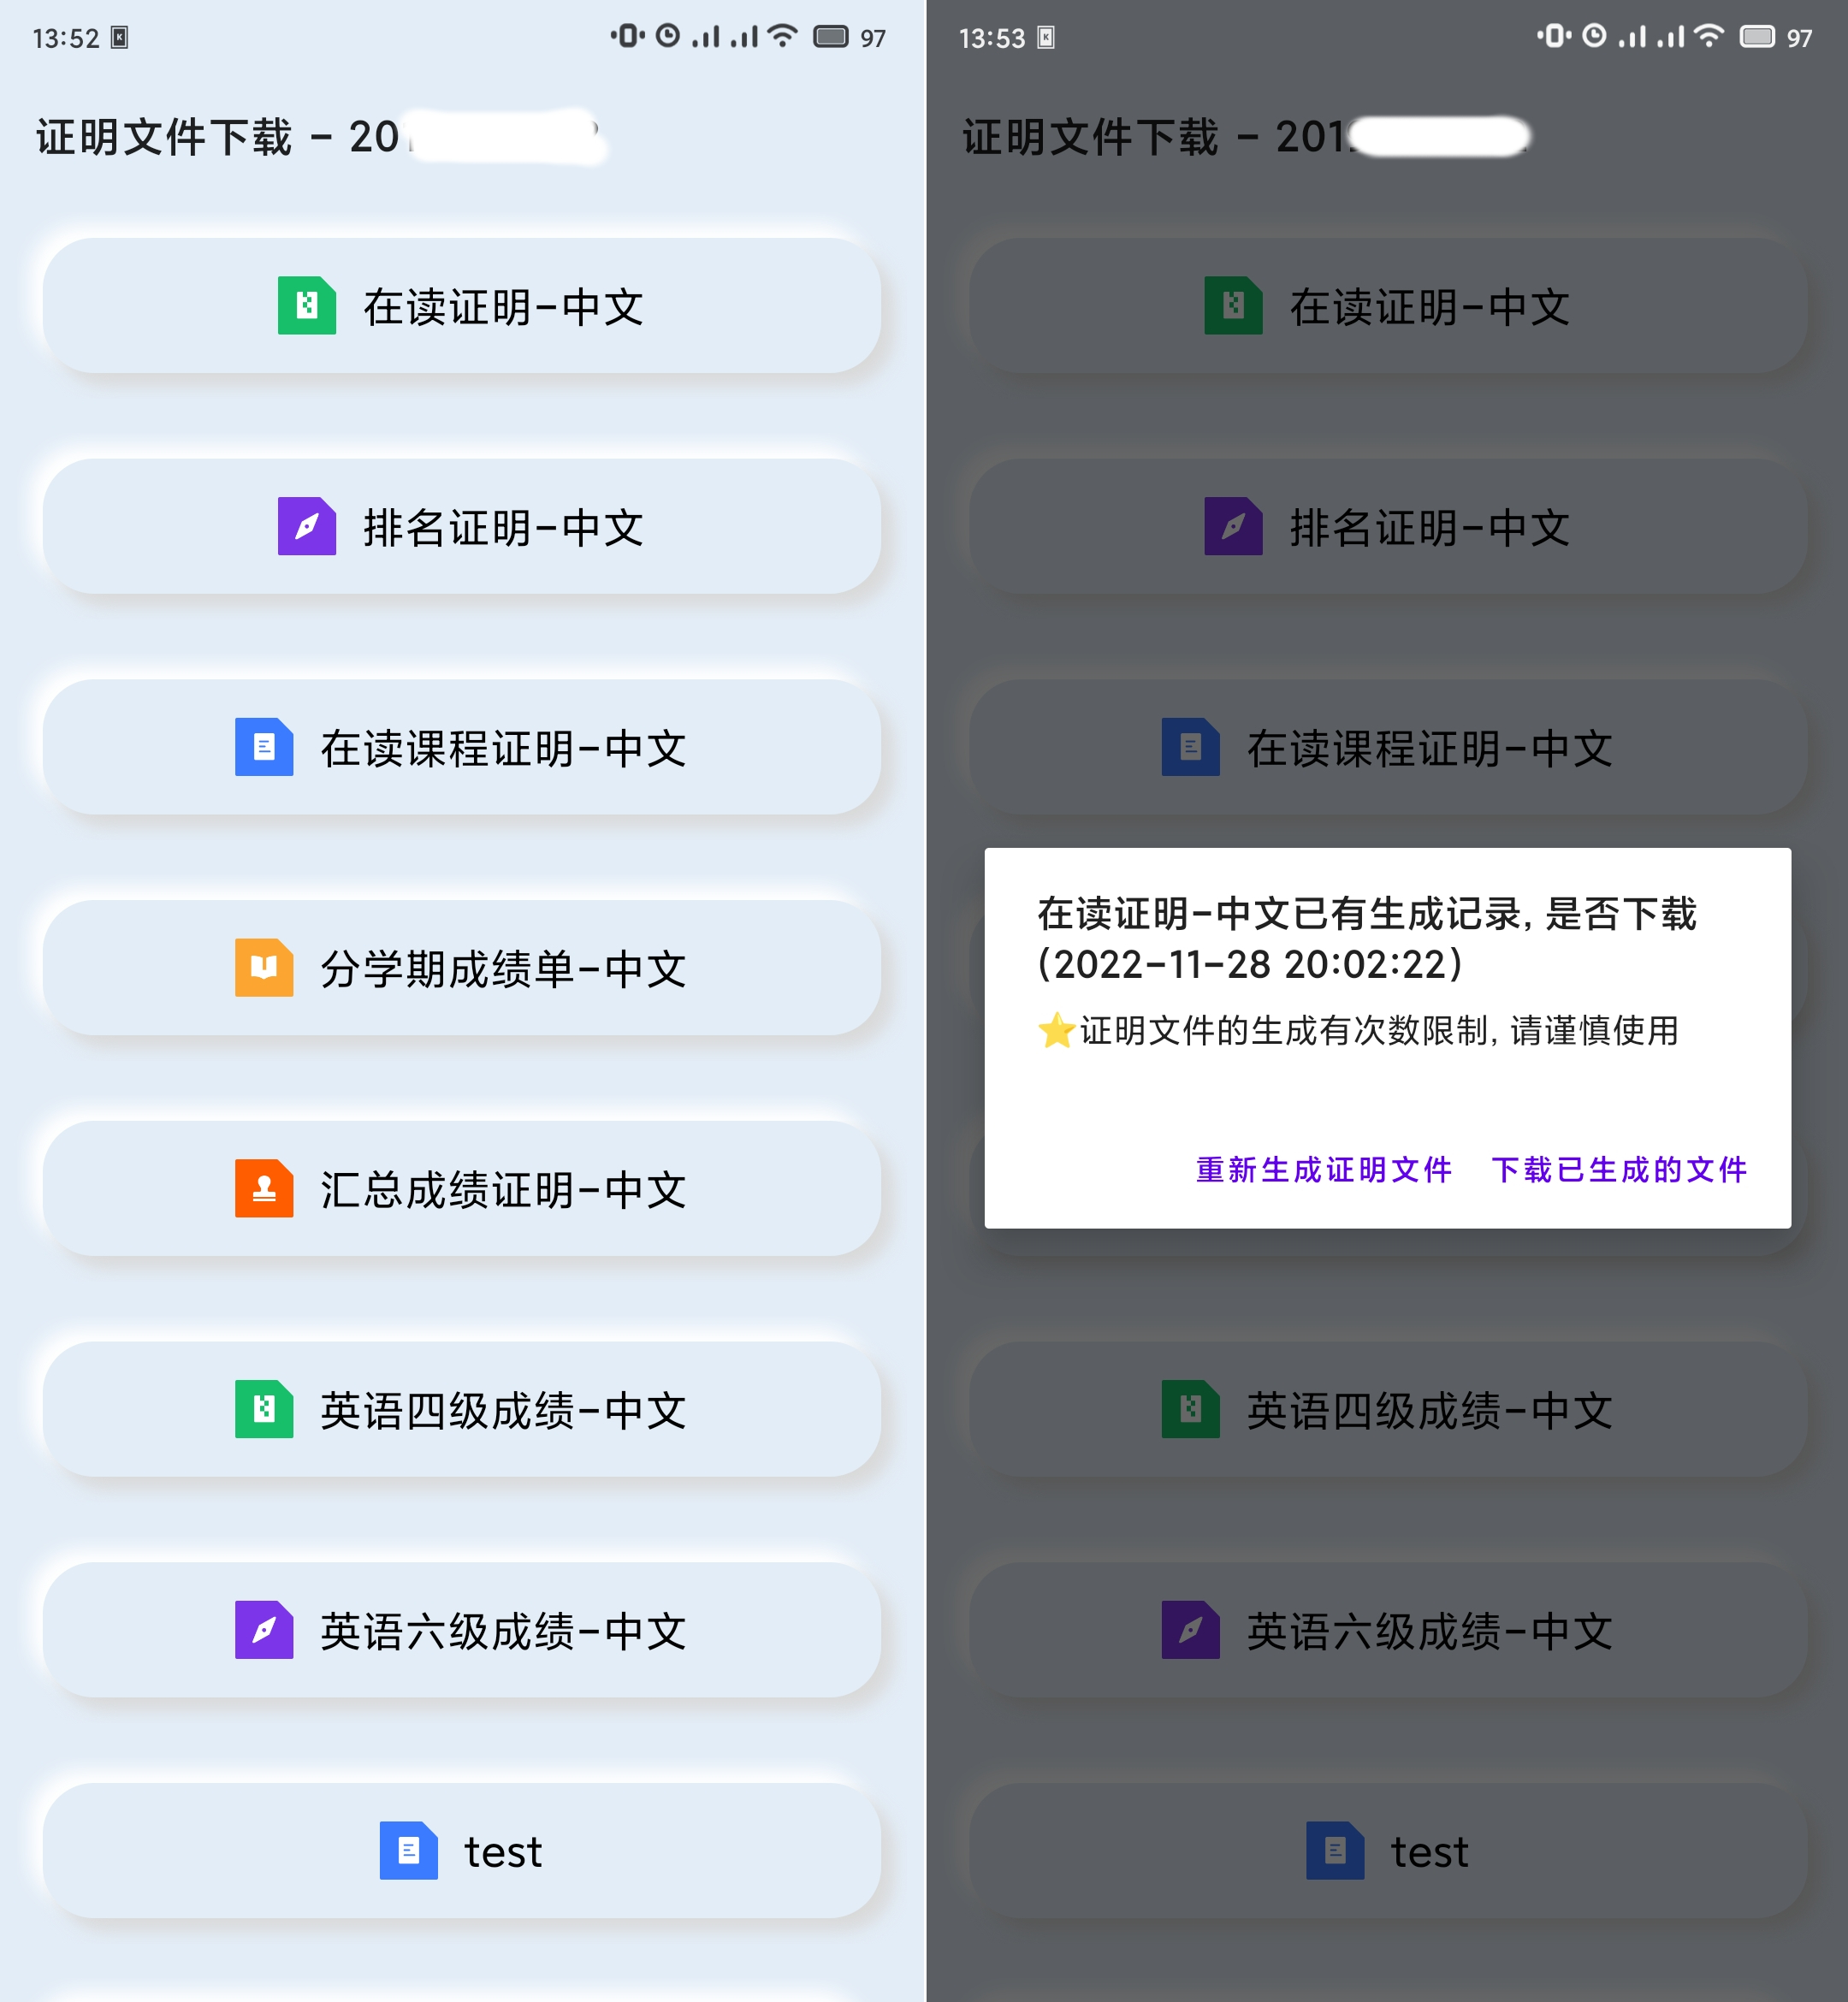 13:52
97
证明文件下载 - 20
在读证明-中文
排名证明-中文
在读课程证明-中文
分学期成绩单-中文
汇总成绩证明-中文
英语四级成绩-中文
英语六级成绩-中文
test
13:53
97
证明文件下载 - 201
在读证明-中文
排名证明-中文
在读课程证明-中文
在读证明-中文已有生成记录, 是否下载
(2022-11-28 20:02:22)
⭐证明文件的生成有次数限制, 请谨慎使用
重新生成证明文件 下载已生成的文件
英语四级成绩-中文
英语六级成绩-中文
test